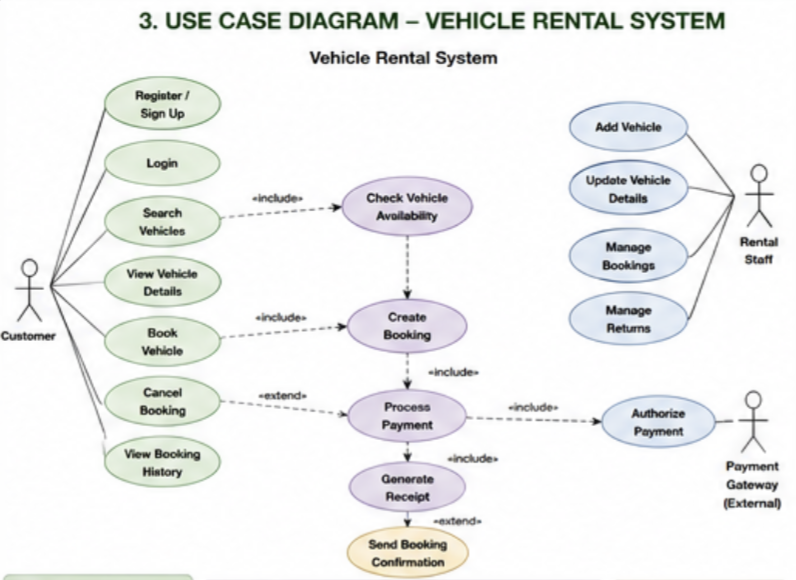 3. USE CASE DIAGRAM – VEHICLE RENTAL SYSTEM
Vehicle Rental System
Register /
Sign Up
Login
Search
Vehicles
View Vehicle
Details
Book
Vehicle
Cancel
Booking
View Booking
History
Customer
«include»
Check Vehicle
Availability
«include»
Create
Booking
«include»
«extend»
Process
Payment
«include»
«include»
Generate
Receipt
«extend»
Send Booking
Confirmation
Add Vehicle
Update Vehicle
Details
Manage
Bookings
Manage
Returns
Rental
Staff
Authorize
Payment
Payment
Gateway
(External)